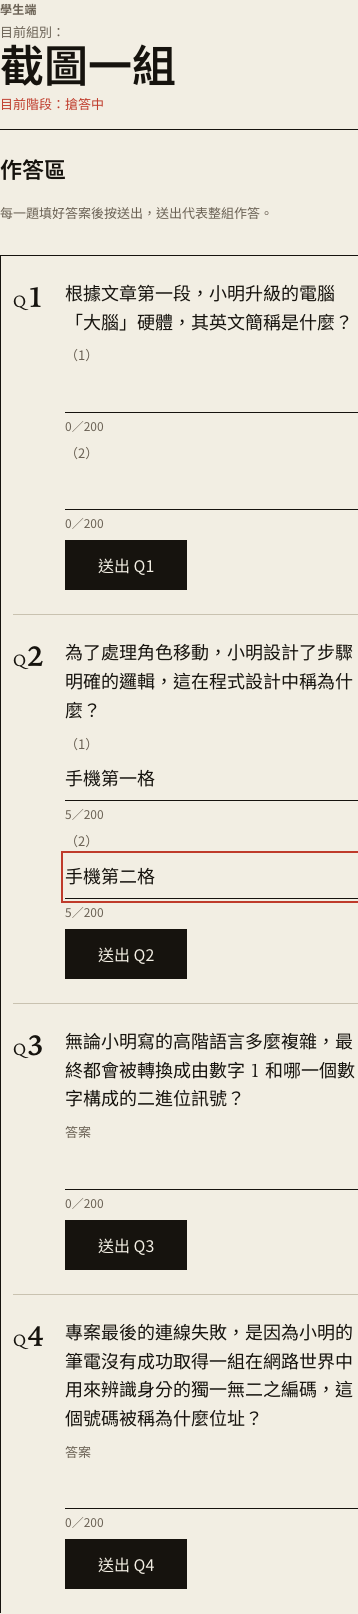 學生端
目前組別：
截圖一組
目前階段：搶答中
作答區
每一題填好答案後按送出，送出代表整組作答。
Q1
根據文章第一段，小明升級的電腦
「大腦」硬體，其英文簡稱是什麼？
（1）
0／200
（2）
0／200
送出 Q1
Q2
為了處理角色移動，小明設計了步驟
明確的邏輯，這在程式設計中稱為什
麼？
（1）
手機第一格
5／200
（2）
手機第二格
5／200
送出 Q2
Q3
無論小明寫的高階語言多麼複雜，最
終都會被轉換成由數字 1 和哪一個數
字構成的二進位訊號？
答案
0／200
送出 Q3
Q4
專案最後的連線失敗，是因為小明的
筆電沒有成功取得一組在網路世界中
用來辨識身分的獨一無二之編碼，這
個號碼被稱為什麼位址？
答案
0／200
送出 Q4